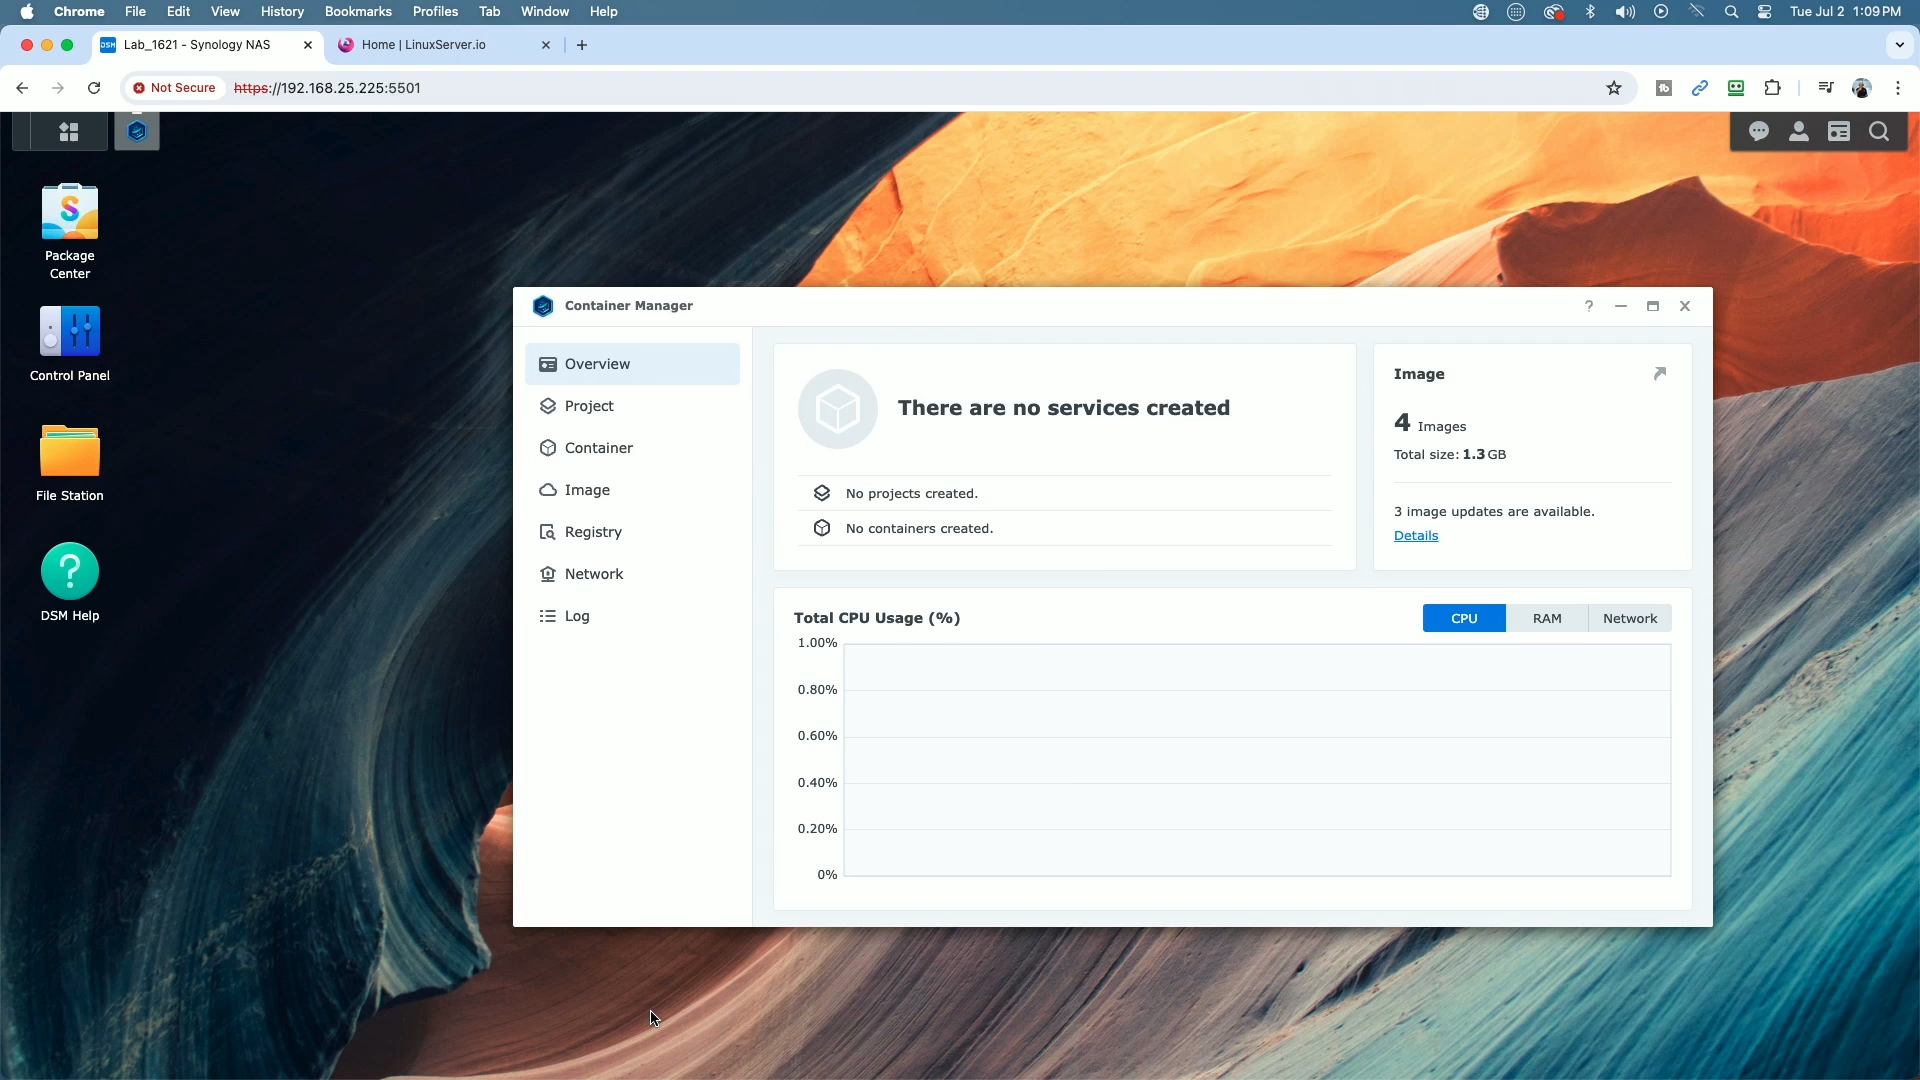 Chrome File Edit View History Bookmarks Profiles Tab Window Help Tue Jul 2 1:09 PM
DSM Lab_1621 - Synology NAS Home | LinuxServer.io
Not Secure https://192.168.25.225:5501
Package
Center
Control Panel
File Station
DSM Help
Container Manager
Overview
Project
Container
Image
Registry
Network
Log
There are no services created
No projects created.
No containers created.
Image
4 Images
Total size: 1.3 GB
3 image updates are available.
Details
Total CPU Usage (%)
CPU RAM Network
1.00%
0.80%
0.60%
0.40%
0.20%
0%